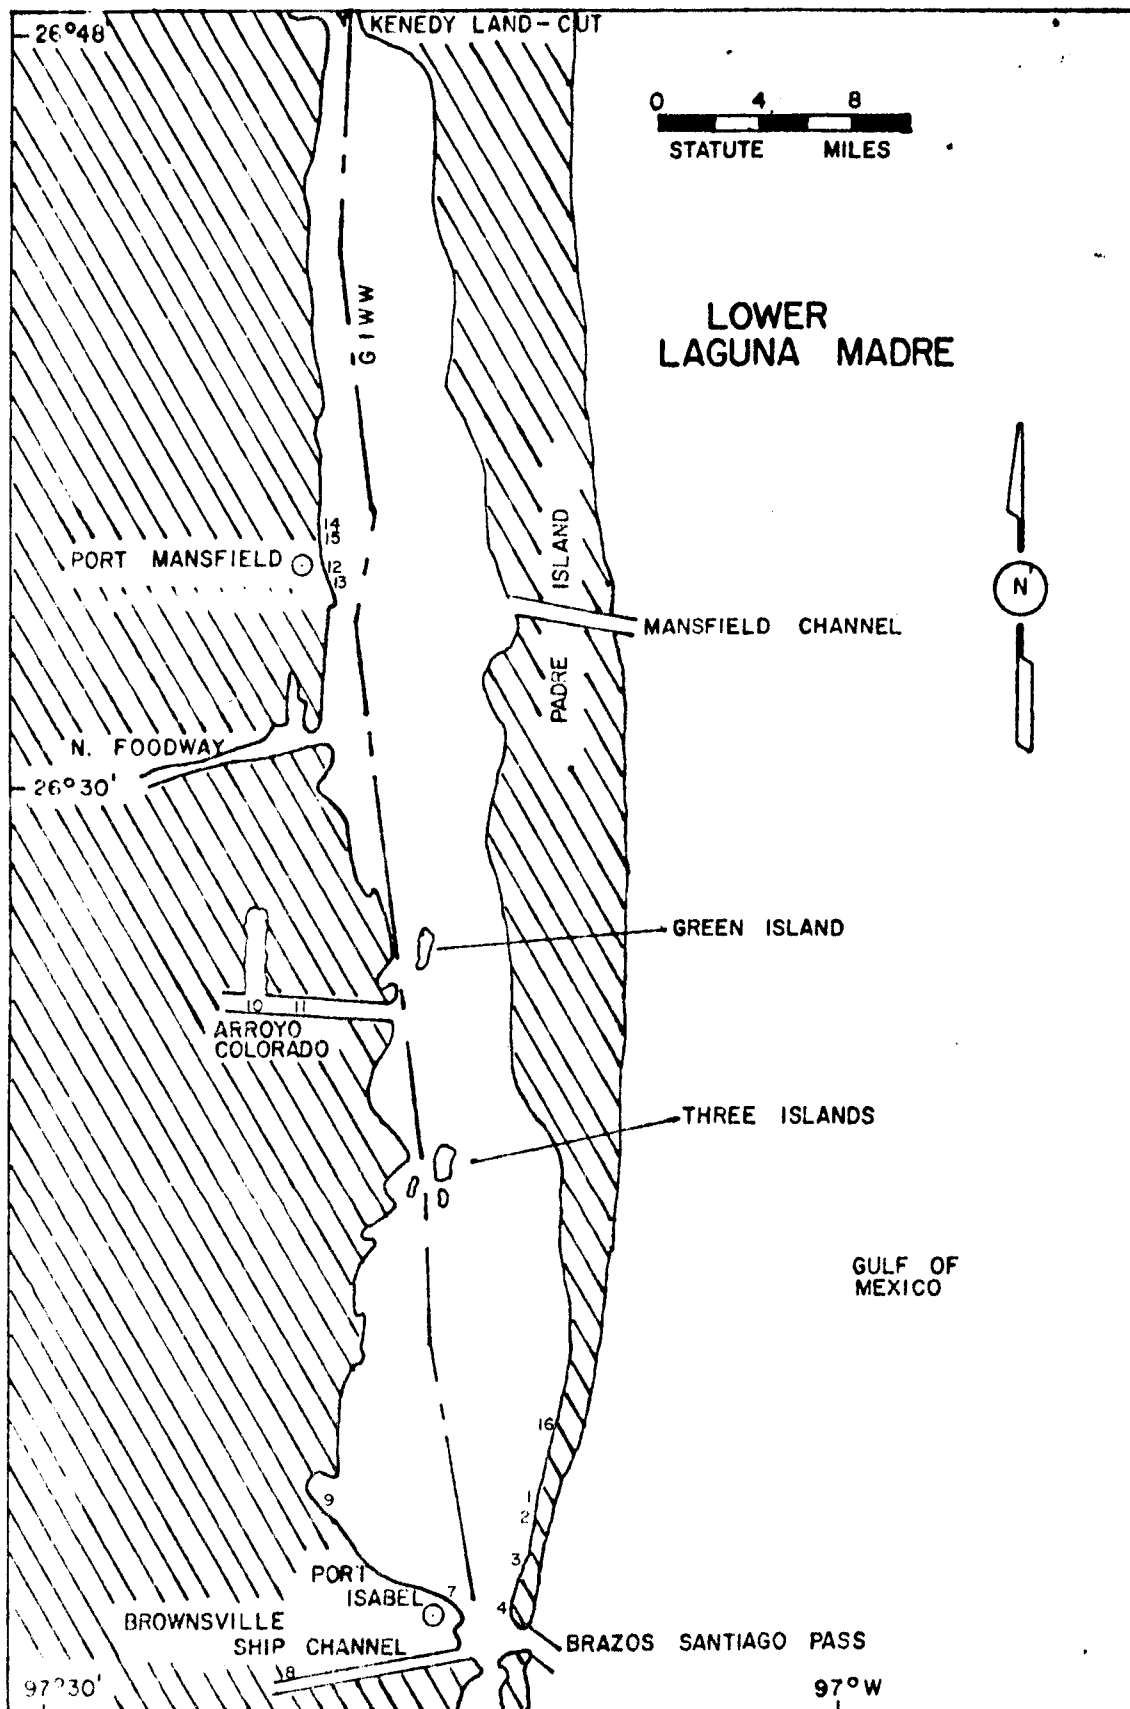 KENEDY LAND-CUT
26°48'
0 4 8
STATUTE MILES
LOWER
LAGUNA MADRE
GIWW
14
15
PORT MANSFIELD
12
13
ISLAND
PADRE
N
MANSFIELD CHANNEL
N. FOODWAY
26°30'
GREEN ISLAND
10 11
ARROYO
COLORADO
THREE ISLANDS
GULF OF
MEXICO
16
9
1
2
3
4
PORT
ISABEL
7
BROWNSVILLE
SHIP CHANNEL
8
BRAZOS SANTIAGO PASS
97°30'
97°W